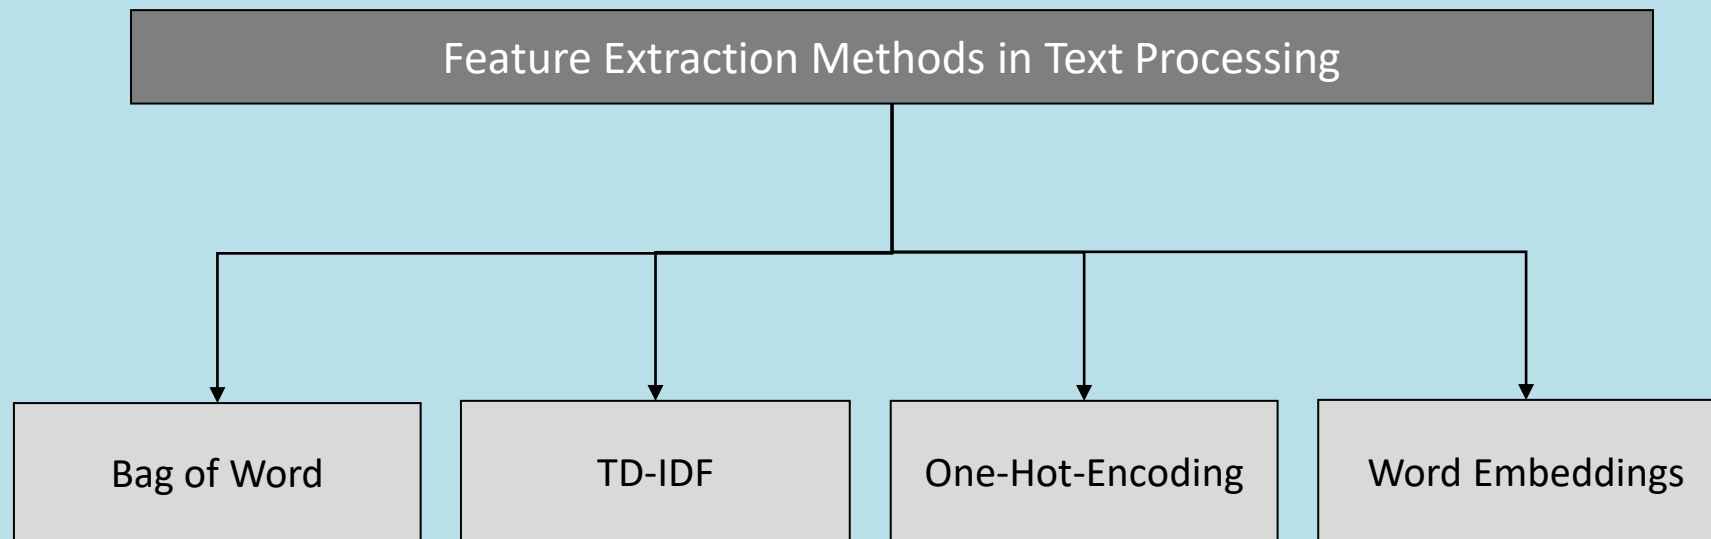 Feature Extraction Methods in Text Processing
Bag of Word
TD-IDF
One-Hot-Encoding
Word Embeddings